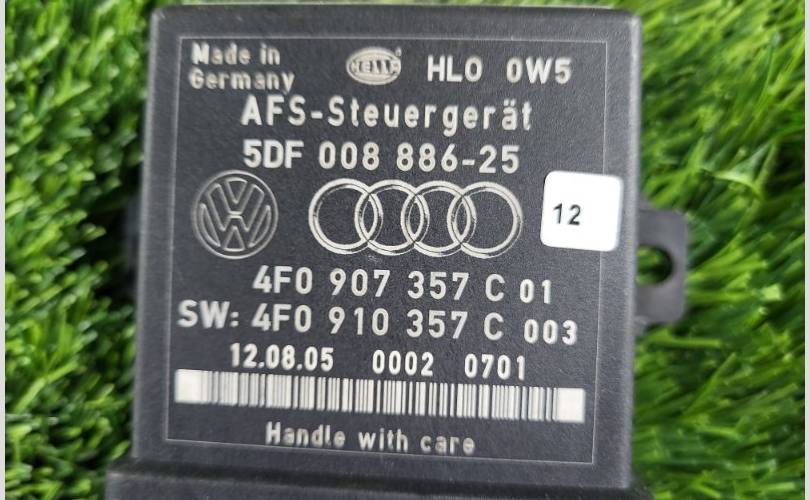 Made in
Germany
HELLA HL0 0W5
AFS-Steuergerät
5DF 008 886-25
12
4F0 907 357 C 01
SW: 4F0 910 357 C 003
12.08.05 0002 0701
Handle with care